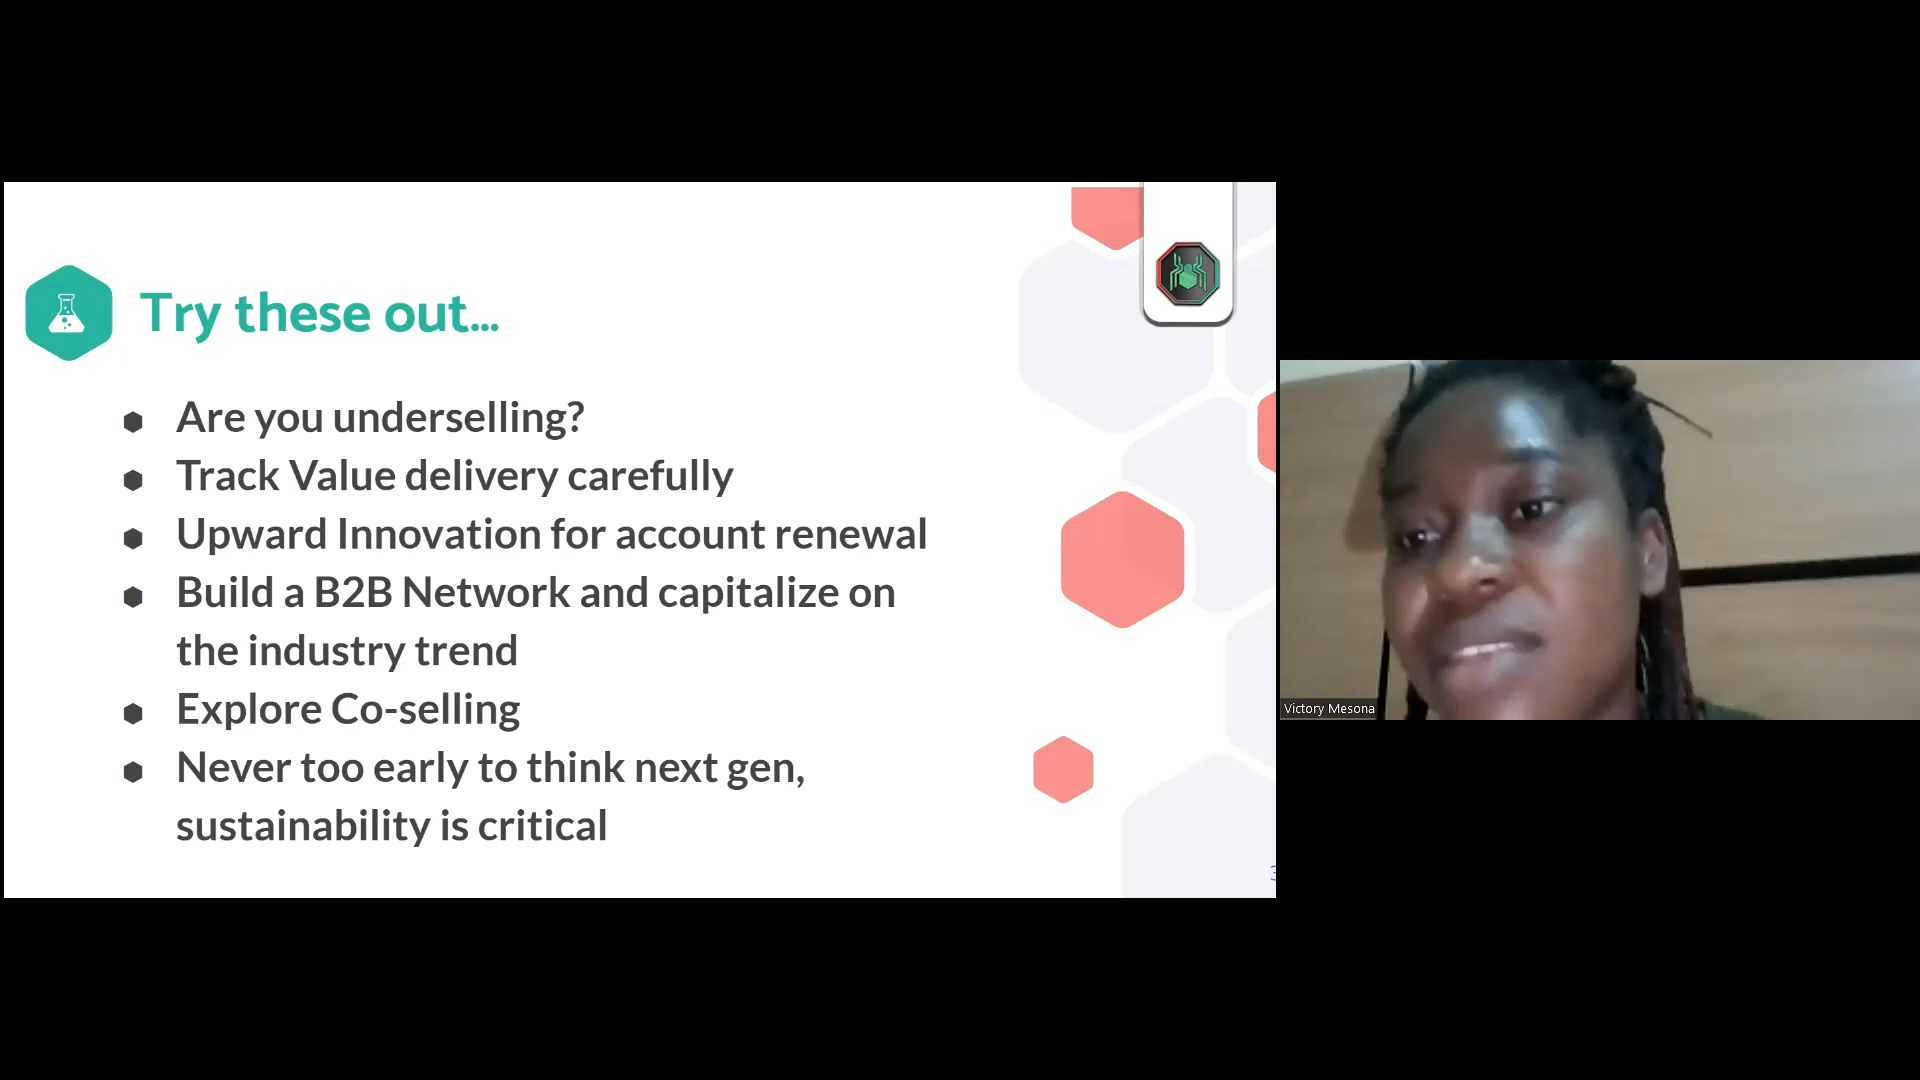 Try these out...
Are you underselling?
Track Value delivery carefully
Upward Innovation for account renewal
Build a B2B Network and capitalize on
the industry trend
Explore Co-selling
Never too early to think next gen,
sustainability is critical
Victory Mesona